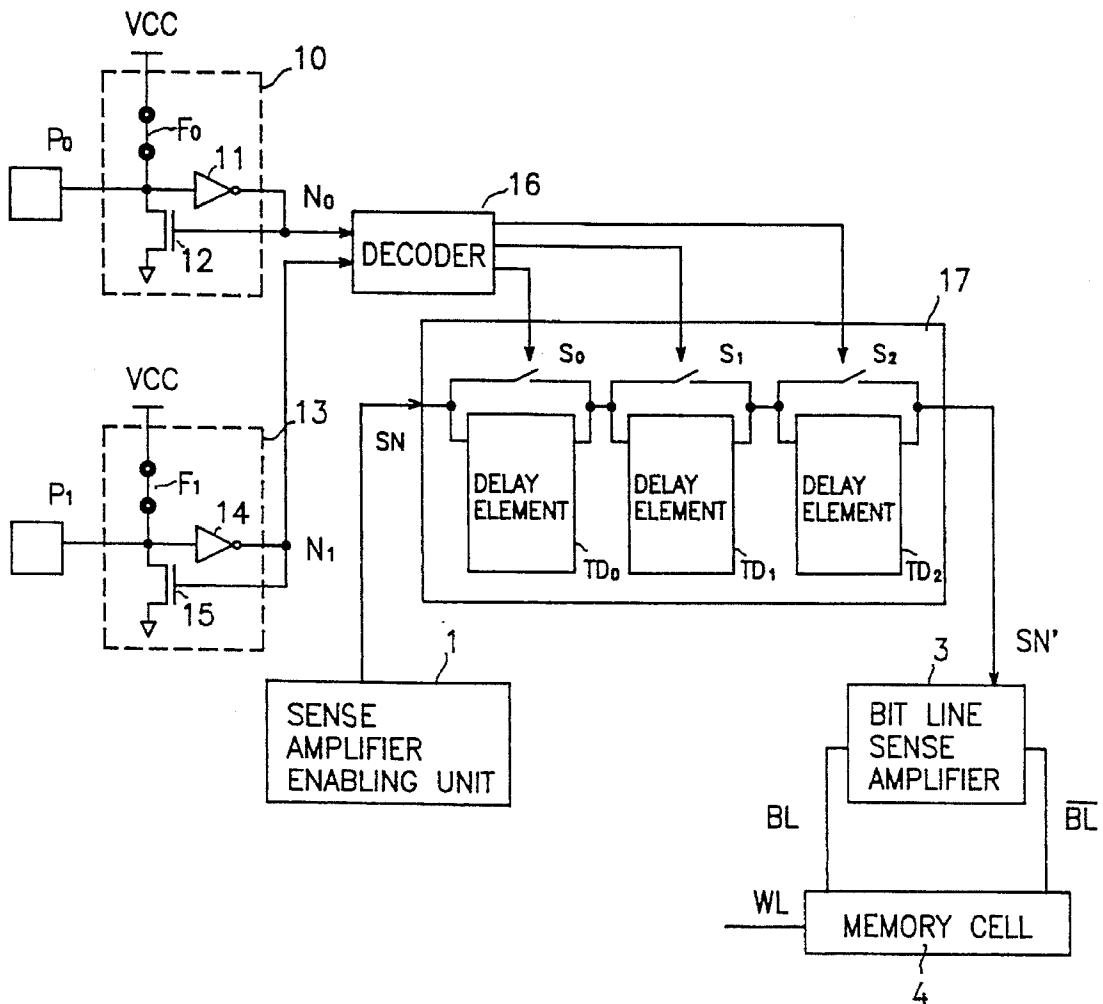 VCC
10
P₀
F₀
11
N₀
12
16
DECODER
17
S₀
S₁
S₂
VCC
13
P₁
F₁
14
N₁
15
SN
DELAY
ELEMENT
TD₀
DELAY
ELEMENT
TD₁
DELAY
ELEMENT
TD₂
1
SENSE
AMPLIFIER
ENABLING UNIT
SN'
3
BIT LINE
SENSE
AMPLIFIER
BL
B̅L̅
WL
MEMORY CELL
4